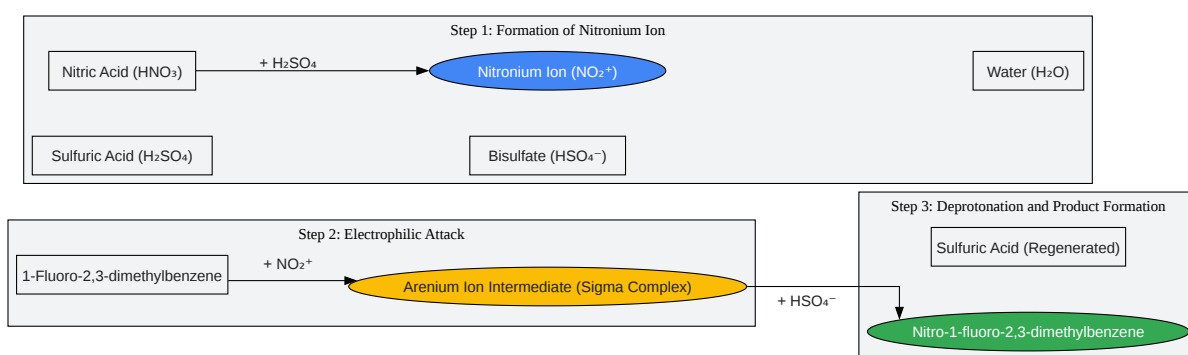 Step 1: Formation of Nitronium Ion
Nitric Acid (HNO₃)
+ H₂SO₄
Nitronium Ion (NO₂⁺)
Water (H₂O)
Sulfuric Acid (H₂SO₄)
Bisulfate (HSO₄⁻)
Step 2: Electrophilic Attack
1-Fluoro-2,3-dimethylbenzene
+ NO₂⁺
Arenium Ion Intermediate (Sigma Complex)
+ HSO₄⁻
Step 3: Deprotonation and Product Formation
Sulfuric Acid (Regenerated)
Nitro-1-fluoro-2,3-dimethylbenzene